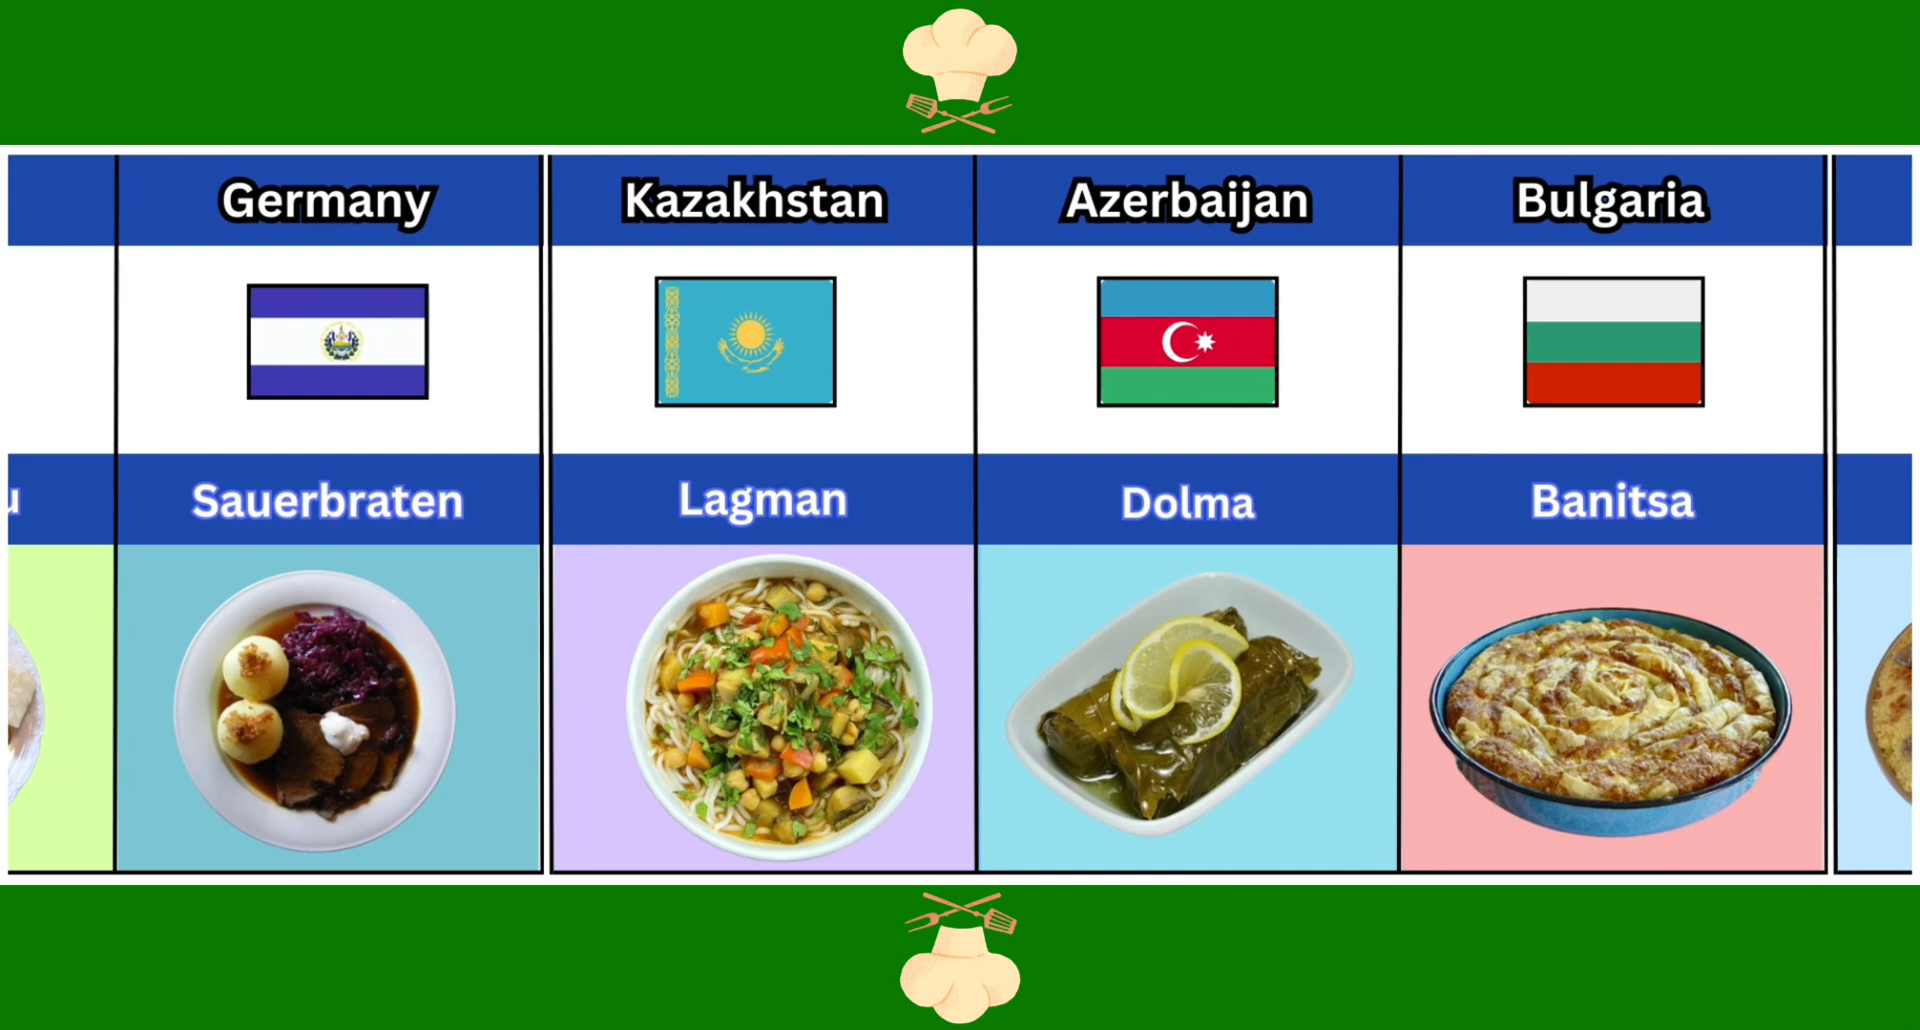 Germany
Kazakhstan
Azerbaijan
Bulgaria
Sauerbraten
Lagman
Dolma
Banitsa